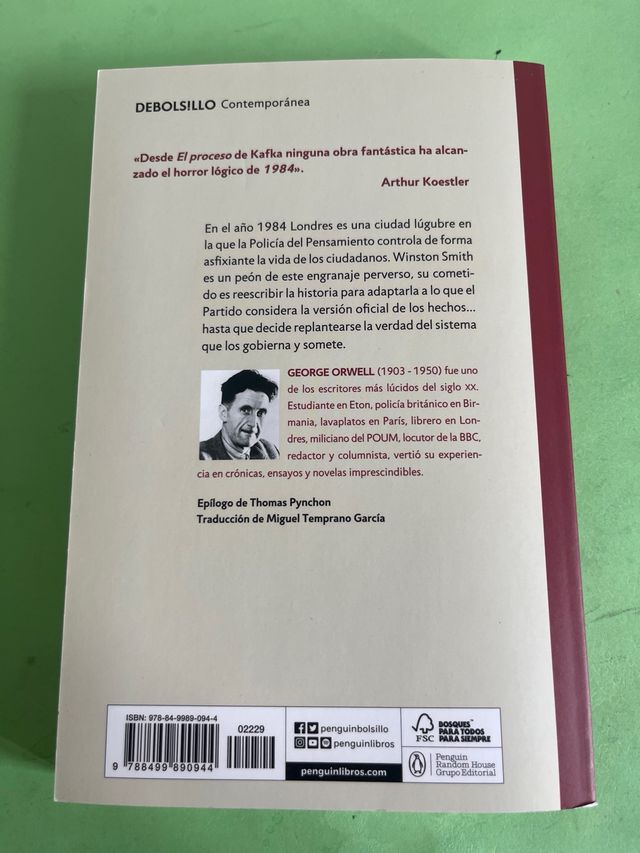 DEBOLS!LLO Contemporánea
«Desde El proceso de Kafka ninguna obra fantástica ha alcan-
zado el horror lógico de 1984».
Arthur Koestler
En el año 1984 Londres es una ciudad lúgubre en
la que la Policía del Pensamiento controla de forma
asfixiante la vida de los ciudadanos. Winston Smith
es un peón de este engranaje perverso, su cometi-
do es reescribir la historia para adaptarla a lo que el
Partido considera la versión oficial de los hechos...
hasta que decide replantearse la verdad del sistema
que los gobierna y somete.
GEORGE ORWELL (1903 - 1950) fue uno
de los escritores más lúcidos del siglo XX.
Estudiante en Eton, policía británico en Bir-
mania, lavaplatos en París, librero en Lon-
dres, miliciano del POUM, locutor de la BBC,
redactor y columnista, vertió su experien-
cia en crónicas, ensayos y novelas imprescindibles.
Epílogo de Thomas Pynchon
Traducción de Miguel Temprano García
ISBN: 978-84-9989-094-4
02229
9 788499 890944
penguinbolsillo
penguinlibros
penguinlibros.com
FSC
BOSQUES
PARA TODOS
PARA SIEMPRE
Penguin
Random House
Grupo Editorial